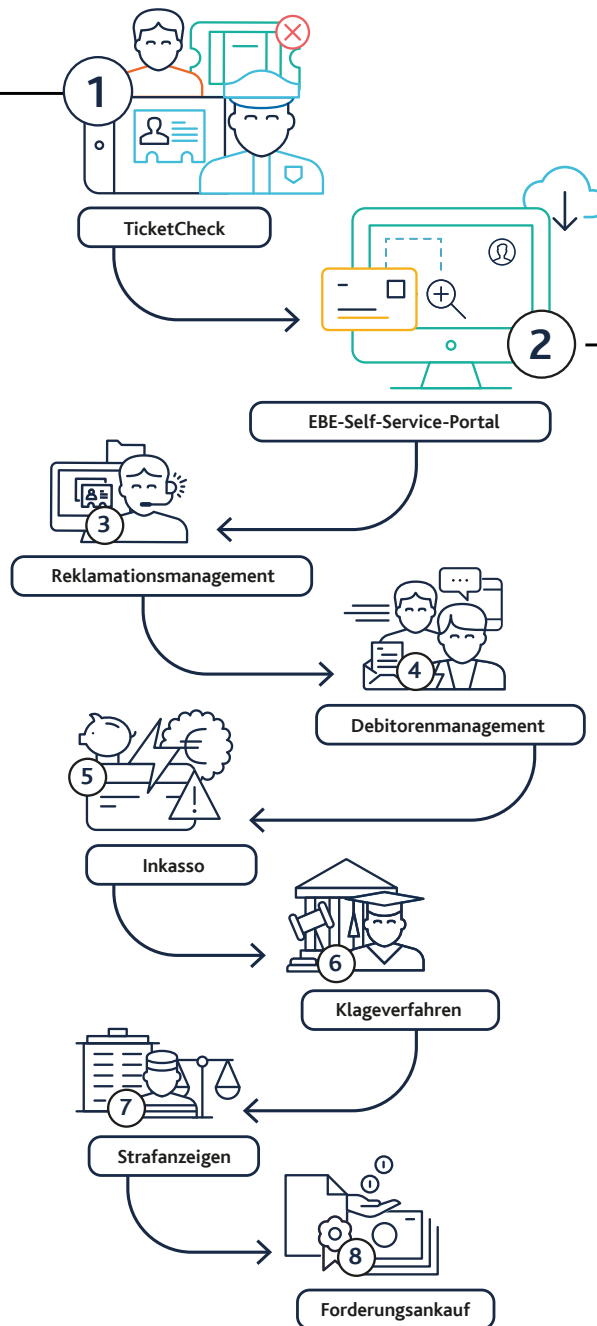 1
TicketCheck
2
EBE-Self-Service-Portal
3
Reklamationsmanagement
4
Debitorenmanagement
5
Inkasso
6
Klageverfahren
7
Strafanzeigen
8
Forderungsankauf